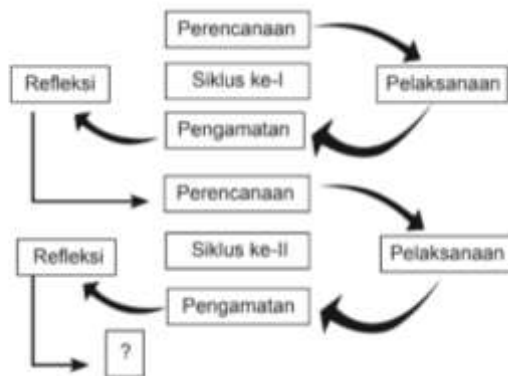 Perencanaan
Refleksi
Siklus ke-I
Pelaksanaan
Pengamatan
Perencanaan
Refleksi
Siklus ke-II
Pelaksanaan
Pengamatan
?